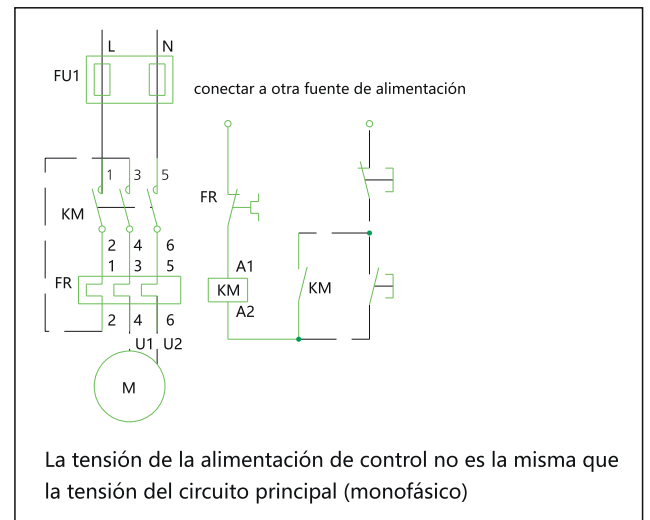 L N
FU1
conectar a otra fuente de alimentación
1 3 5
FR
KM
2 4 6
1 3 5
A1
FR
KM
KM
A2
2 4 6
U1 U2
M
La tensión de la alimentación de control no es la misma que
la tensión del circuito principal (monofásico)